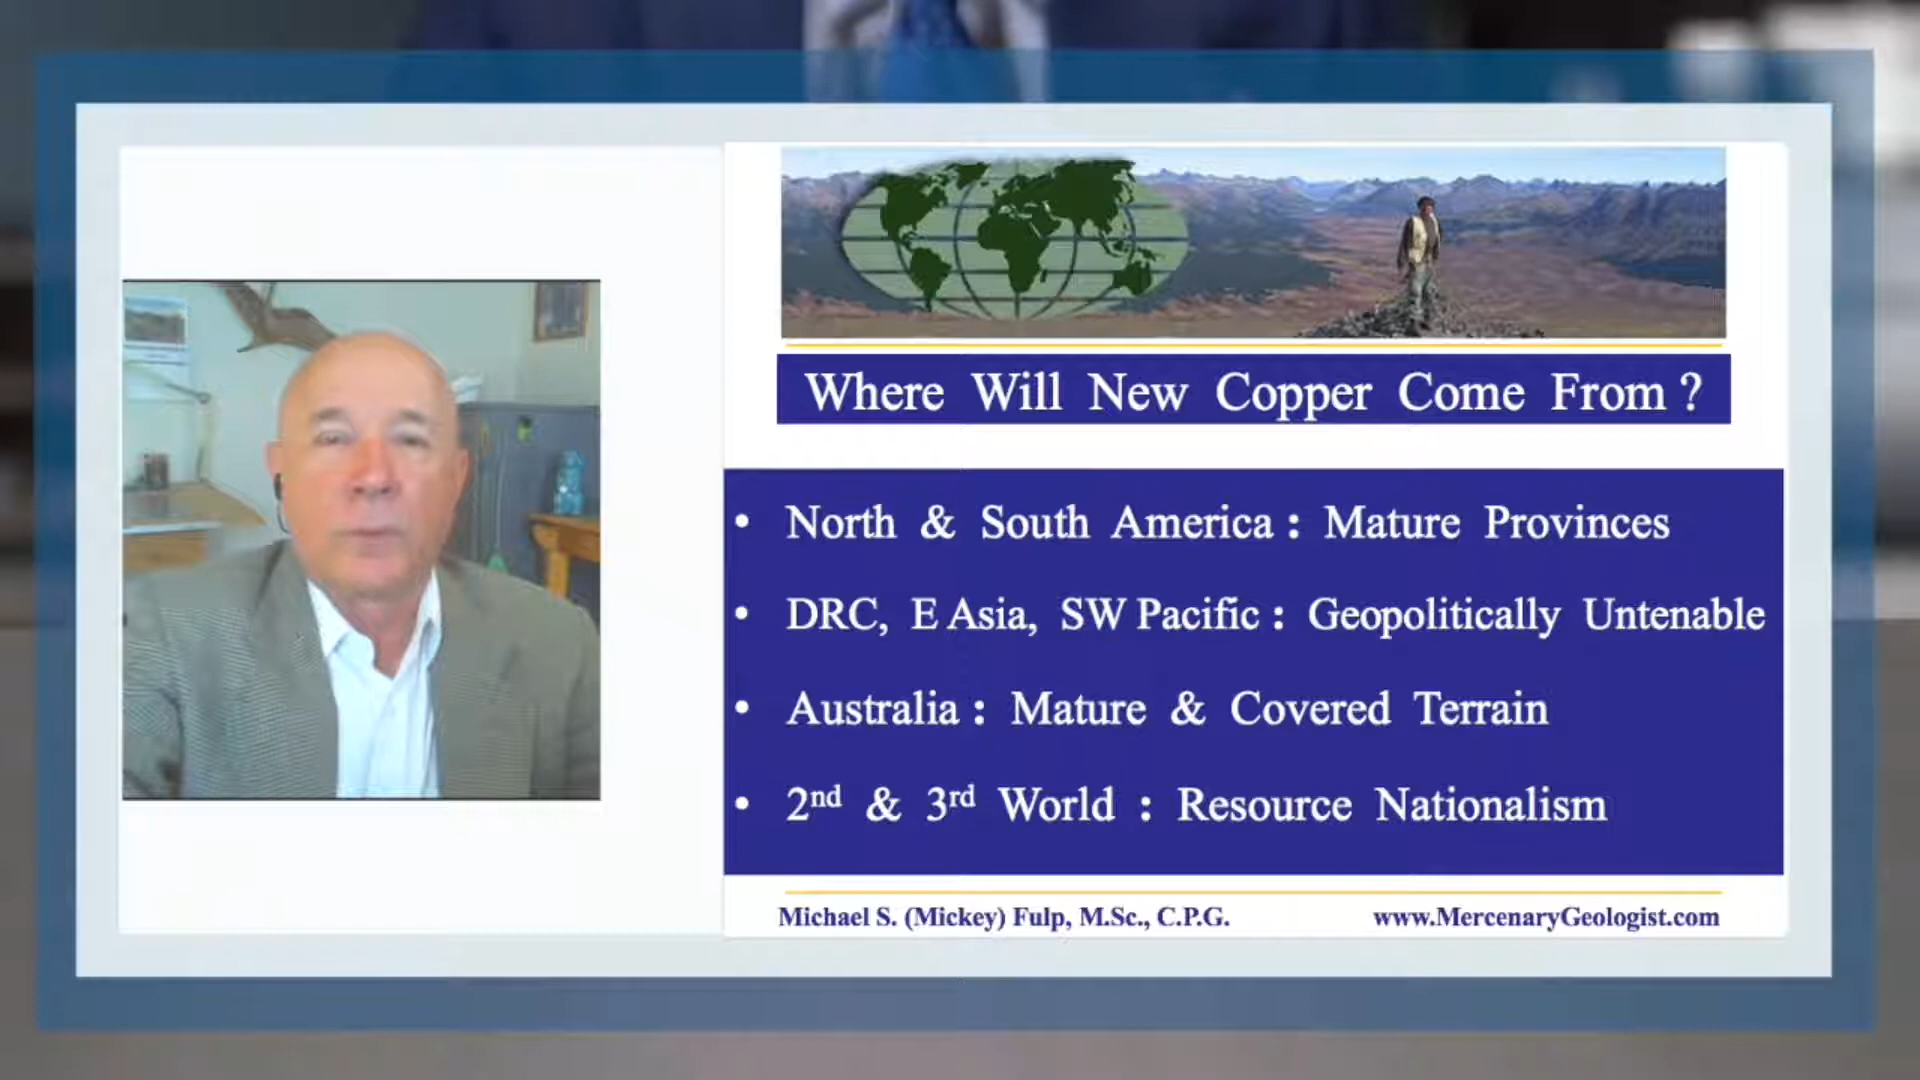 Where Will New Copper Come From ?
• North & South America : Mature Provinces
• DRC, E Asia, SW Pacific : Geopolitically Untenable
• Australia : Mature & Covered Terrain
• 2nd & 3rd World : Resource Nationalism
Michael S. (Mickey) Fulp, M.Sc., C.P.G.
www.MercenaryGeologist.com